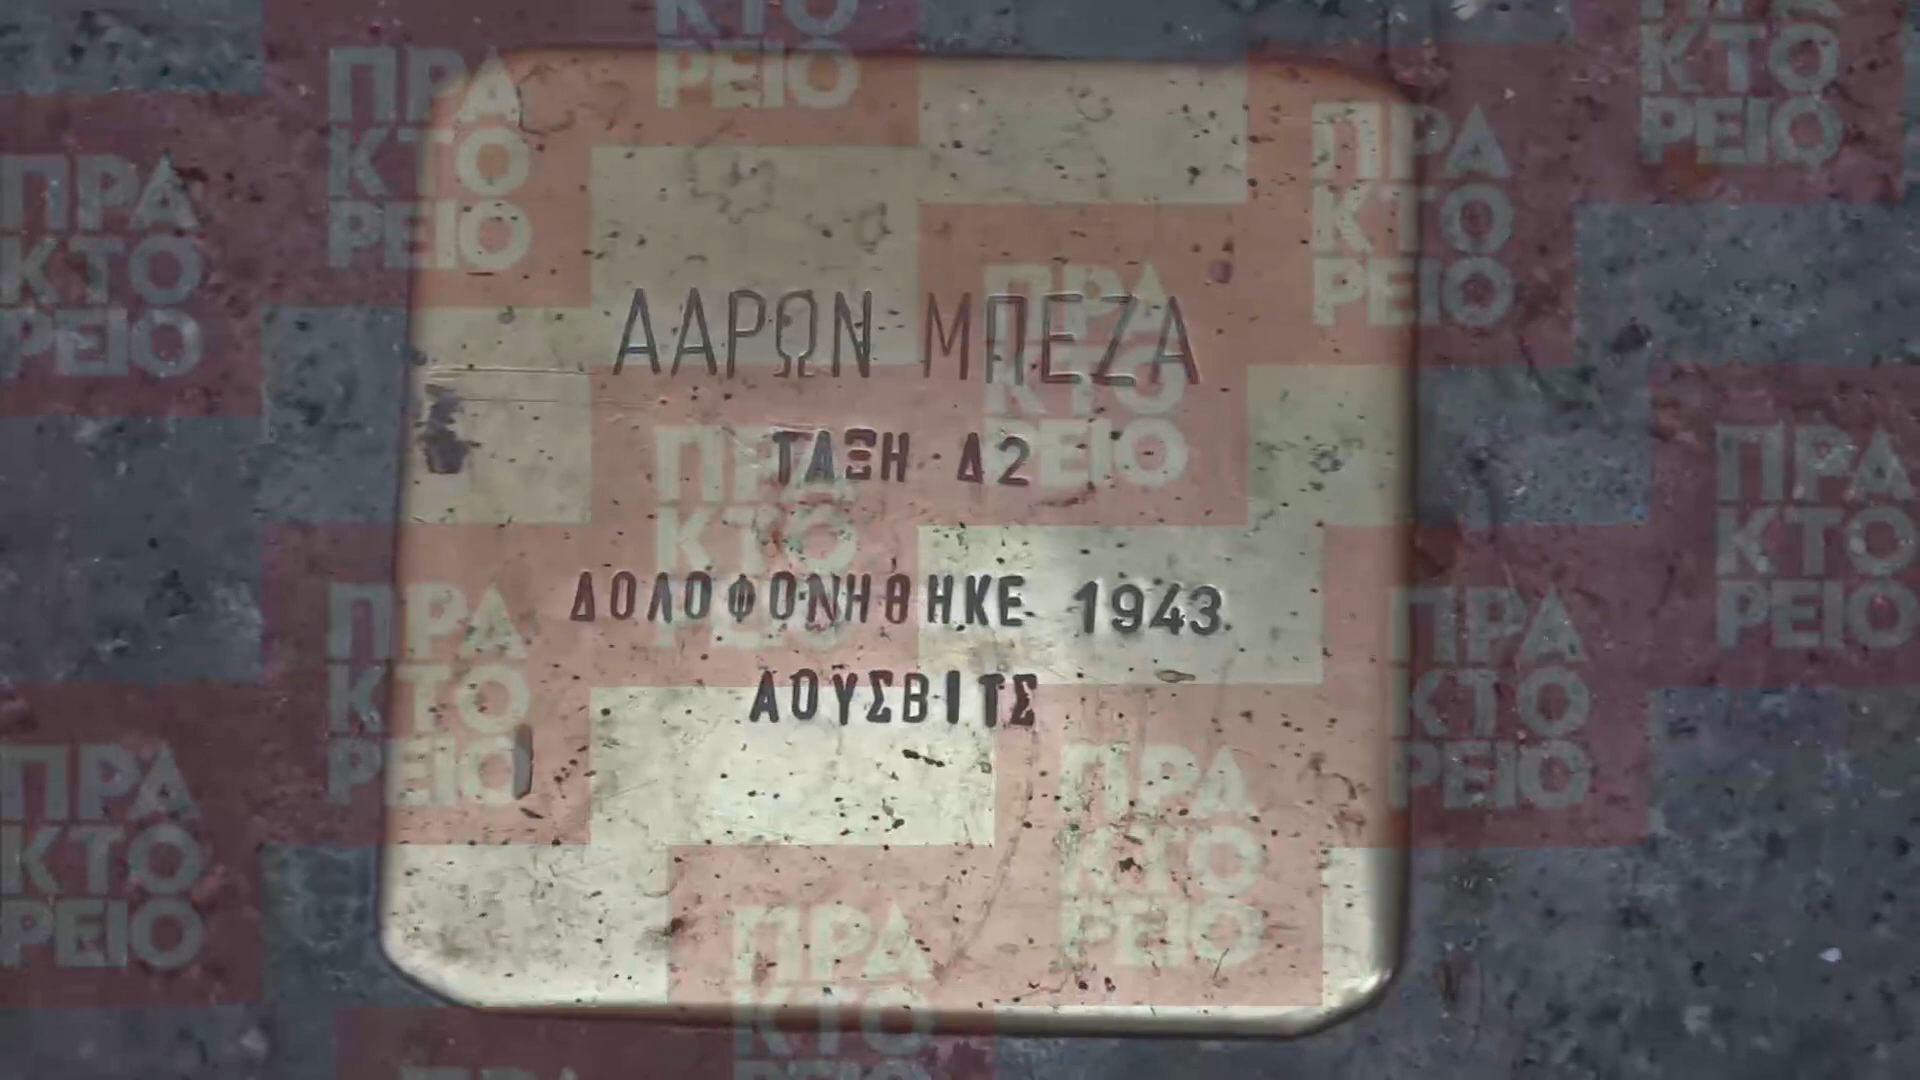 ΑΑΡΩΝ ΜΠΕΖΑ
ΤΑΞΗ Δ2
ΔΟΛΟΦΟΝΗΘΗΚΕ 1943
ΑΟΥΣΒΙΤΣ
ΠΡΑ
ΚΤΟ
ΡΕΙΟ